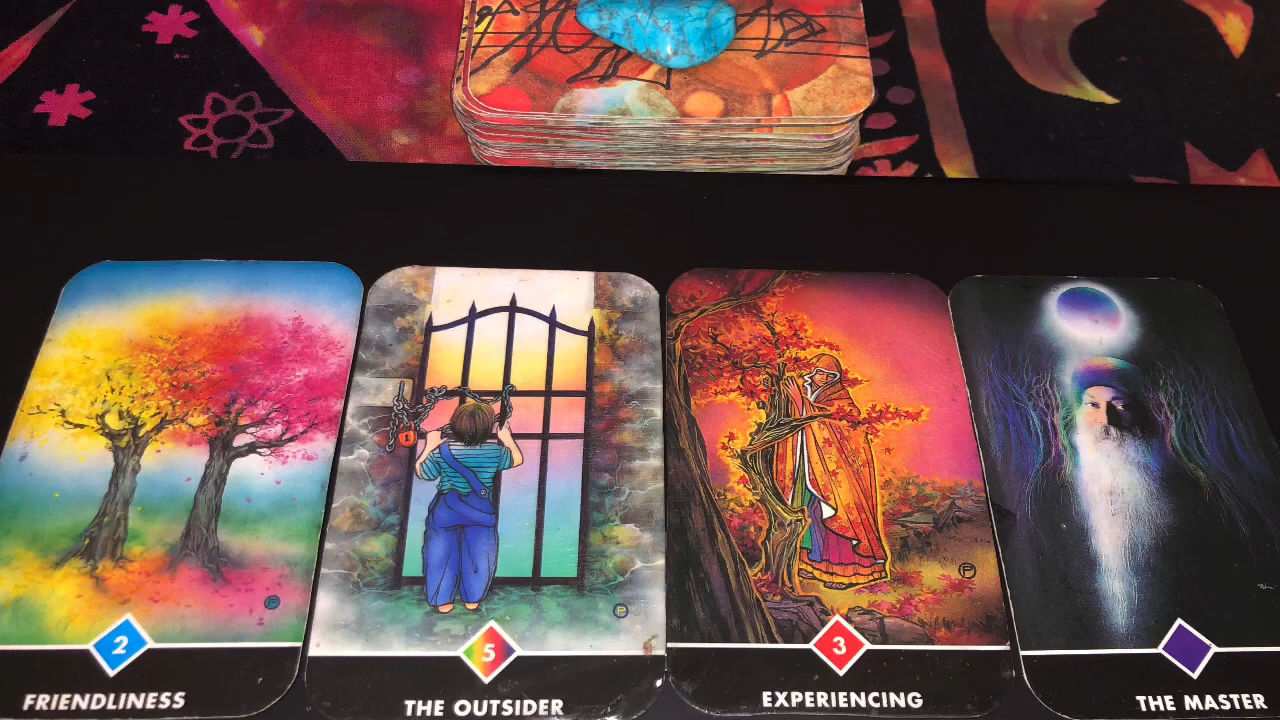 2
FRIENDLINESS
5
THE OUTSIDER
3
EXPERIENCING
THE MASTER